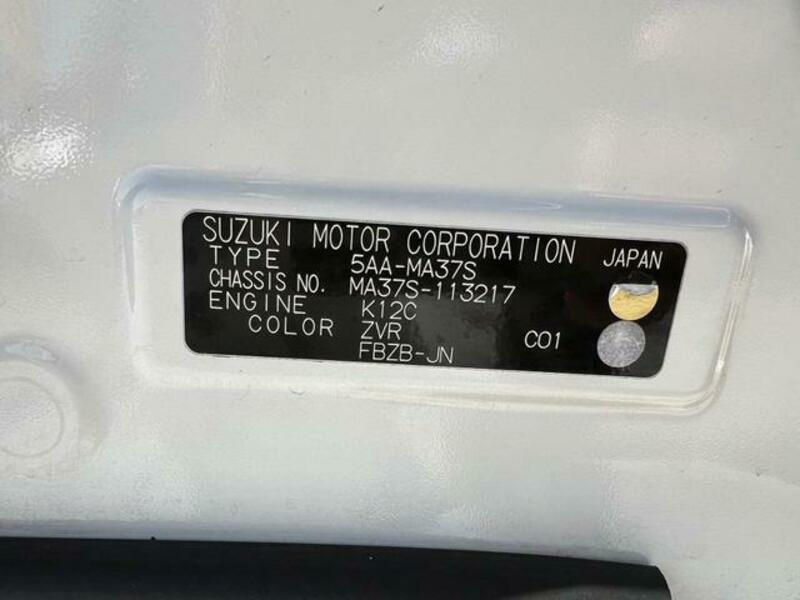 SUZUKI MOTOR CORPORATION JAPAN
TYPE 5AA-MA37S
CHASSIS NO. MA37S-113217
ENGINE K12C
COLOR ZVR C01
FBZB-JN